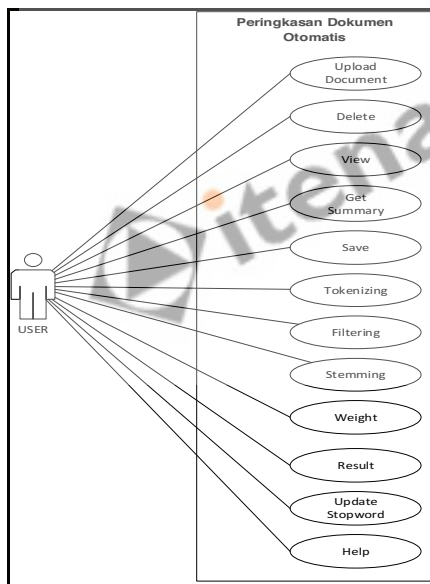 Peringkasan Dokumen
Otomatis
Upload
Document
Delete
View
Get
Summary
Save
Tokenizing
Filtering
Stemming
Weight
Result
Update
Stopword
Help
USER
itena